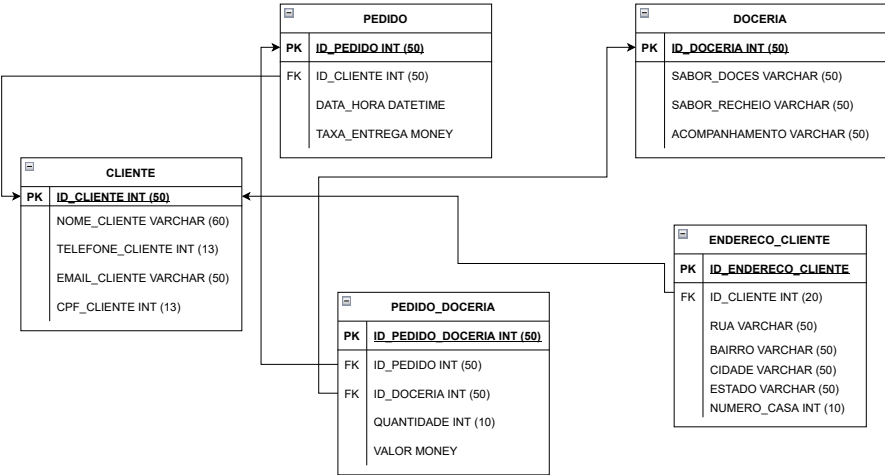 PEDIDO
PK ID_PEDIDO INT (50)
FK ID_CLIENTE INT (50)
DATA_HORA DATETIME
TAXA_ENTREGA MONEY
DOCERIA
PK ID_DOCERIA INT (50)
SABOR_DOCES VARCHAR (50)
SABOR_RECHEIO VARCHAR (50)
ACOMPANHAMENTO VARCHAR (50)
CLIENTE
PK ID_CLIENTE INT (50)
NOME_CLIENTE VARCHAR (60)
TELEFONE_CLIENTE INT (13)
EMAIL_CLIENTE VARCHAR (50)
CPF_CLIENTE INT (13)
ENDERECO_CLIENTE
PK ID_ENDERECO_CLIENTE
FK ID_CLIENTE INT (20)
RUA VARCHAR (50)
BAIRRO VARCHAR (50)
CIDADE VARCHAR (50)
ESTADO VARCHAR (50)
NUMERO_CASA INT (10)
PEDIDO_DOCERIA
PK ID_PEDIDO_DOCERIA INT (50)
FK ID_PEDIDO INT (50)
FK ID_DOCERIA INT (50)
QUANTIDADE INT (10)
VALOR MONEY